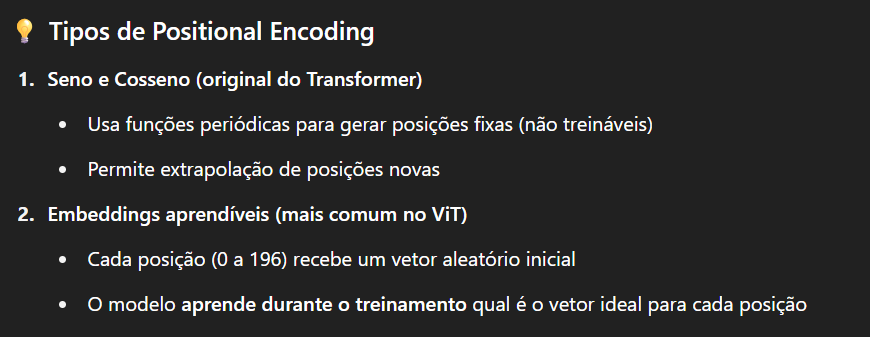 💡 Tipos de Positional Encoding
1. Seno e Cosseno (original do Transformer)
• Usa funções periódicas para gerar posições fixas (não treináveis)
• Permite extrapolação de posições novas
2. Embeddings aprendíveis (mais comum no ViT)
• Cada posição (0 a 196) recebe um vetor aleatório inicial
• O modelo aprende durante o treinamento qual é o vetor ideal para cada posição